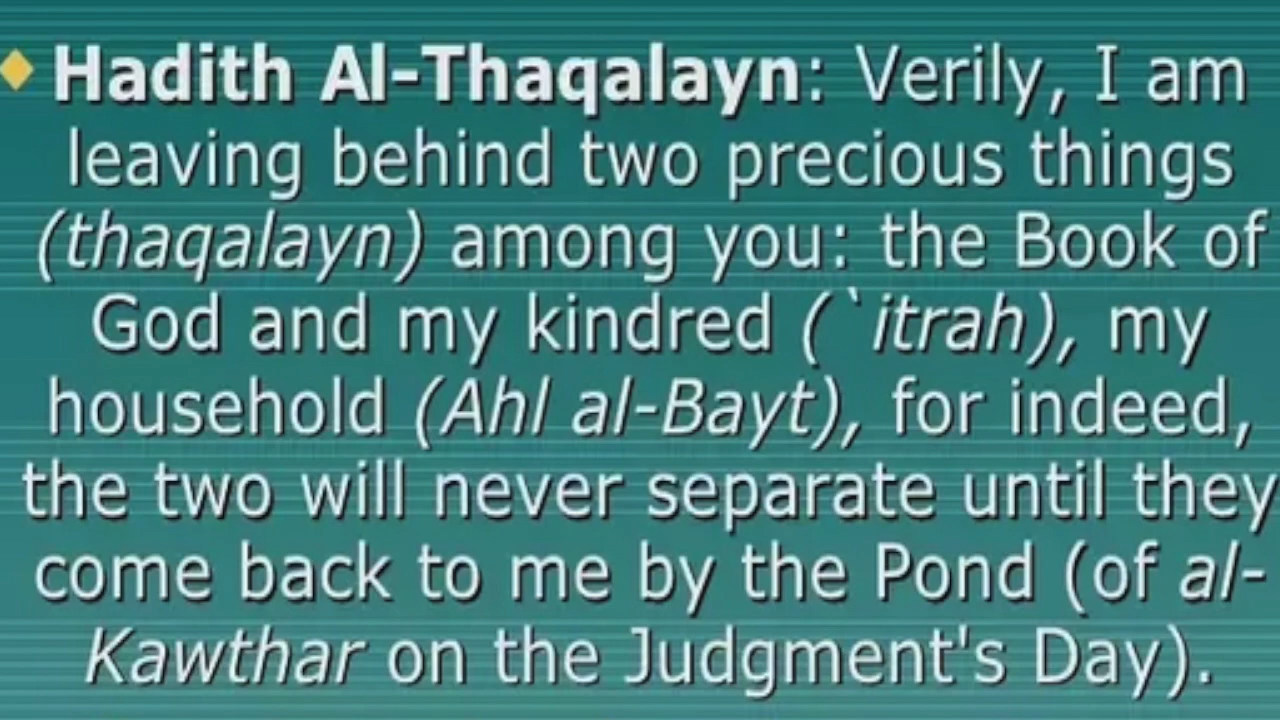 Hadith Al-Thaqalayn: Verily, I am
leaving behind two precious things
(thaqalayn) among you: the Book of
God and my kindred (`itrah), my
household (Ahl al-Bayt), for indeed,
the two will never separate until they
come back to me by the Pond (of al-
Kawthar on the Judgment's Day).